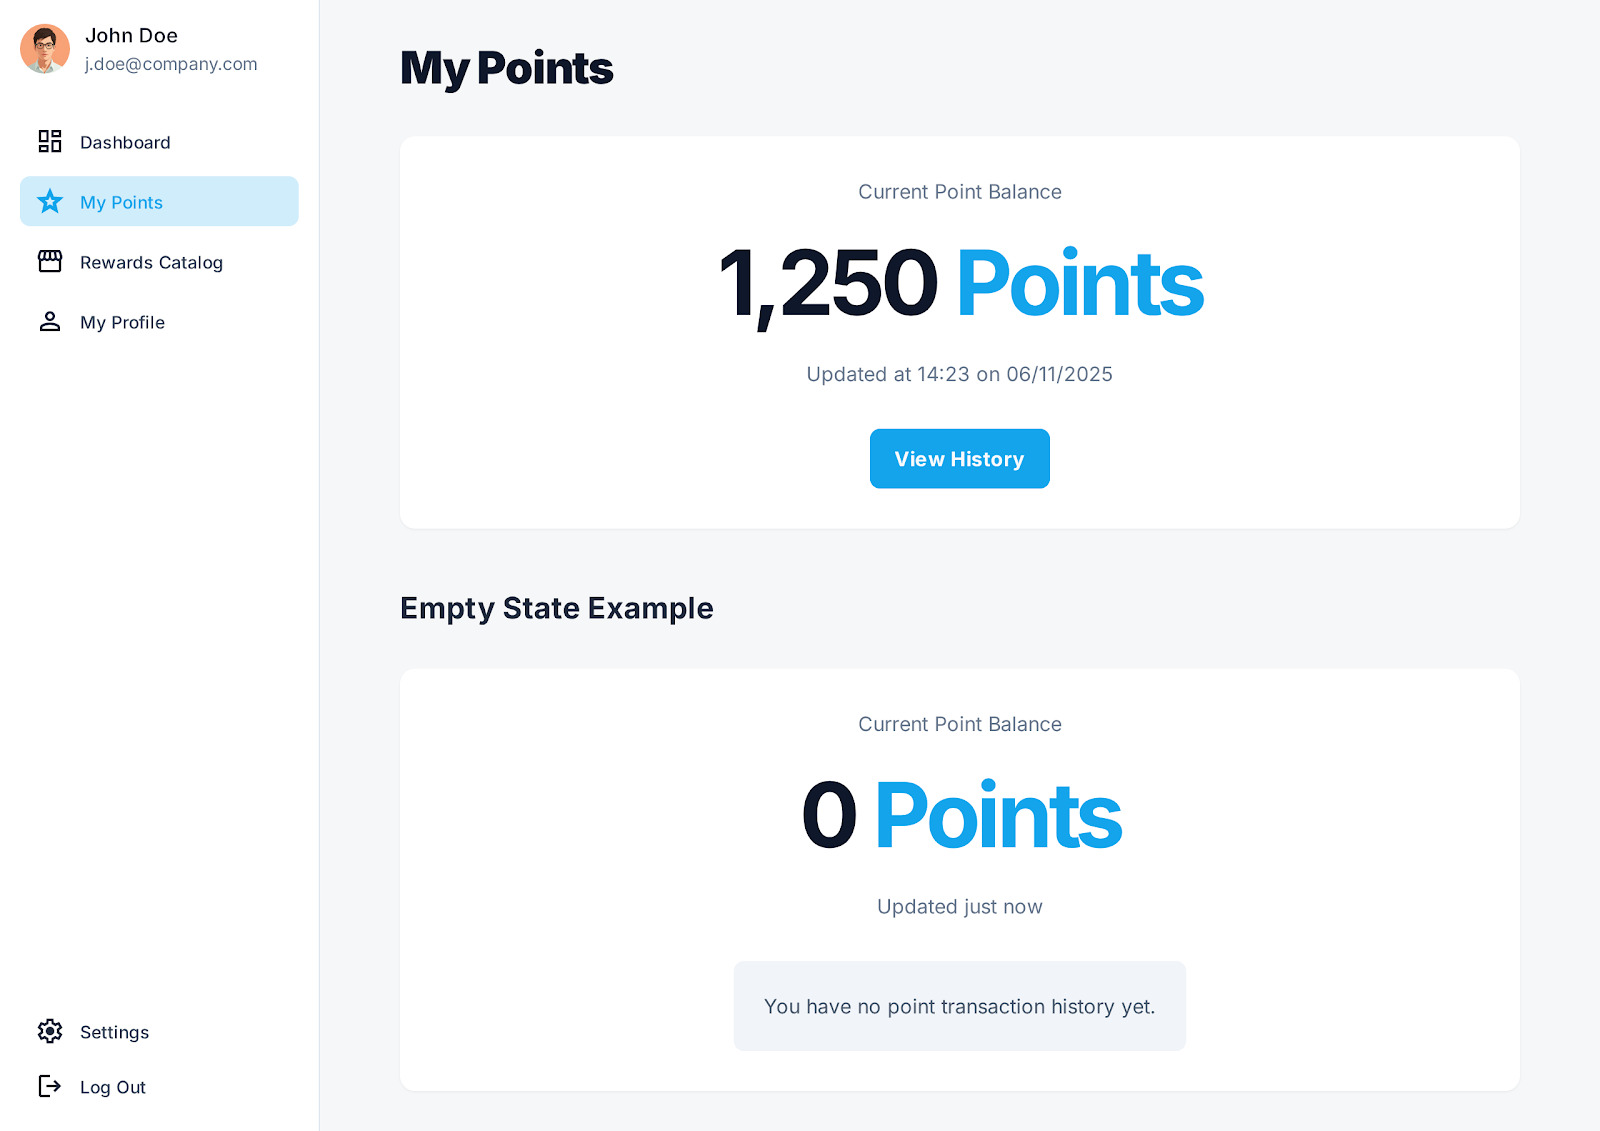 John Doe
j.doe@company.com
Dashboard
My Points
Rewards Catalog
My Profile
Settings
Log Out
My Points
Current Point Balance
1,250 Points
Updated at 14:23 on 06/11/2025
View History
Empty State Example
Current Point Balance
0 Points
Updated just now
You have no point transaction history yet.